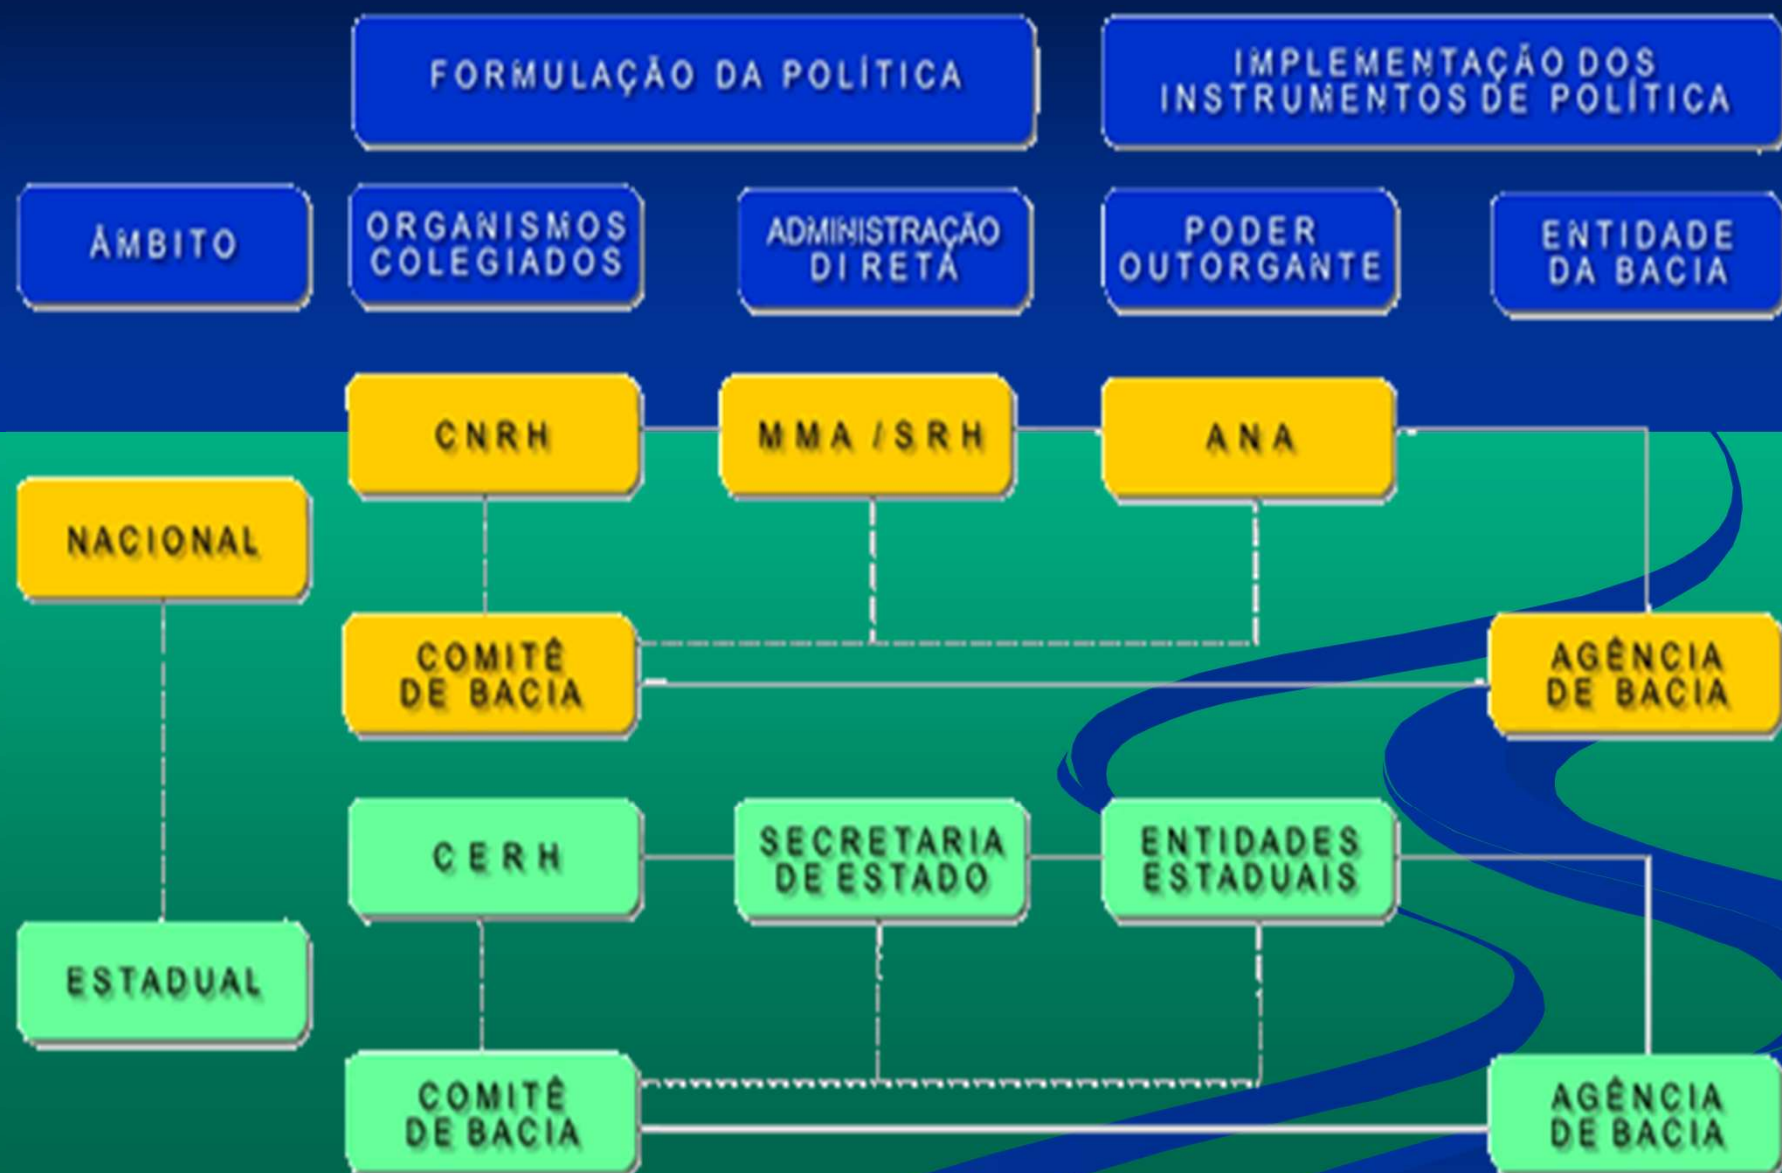 FORMULAÇÃO DA POLÍTICA
IMPLEMENTAÇÃO DOS
INSTRUMENTOS DE POLÍTICA
ÂMBITO
ORGANISMOS
COLEGIADOS
ADMINISTRAÇÃO
DIRETA
PODER
OUTORGANTE
ENTIDADE
DA BACIA
NACIONAL
CNRH
MMA / SRH
ANA
COMITÊ
DE BACIA
AGÊNCIA
DE BACIA
ESTADUAL
CERH
SECRETARIA
DE ESTADO
ENTIDADES
ESTADUAIS
COMITÊ
DE BACIA
AGÊNCIA
DE BACIA